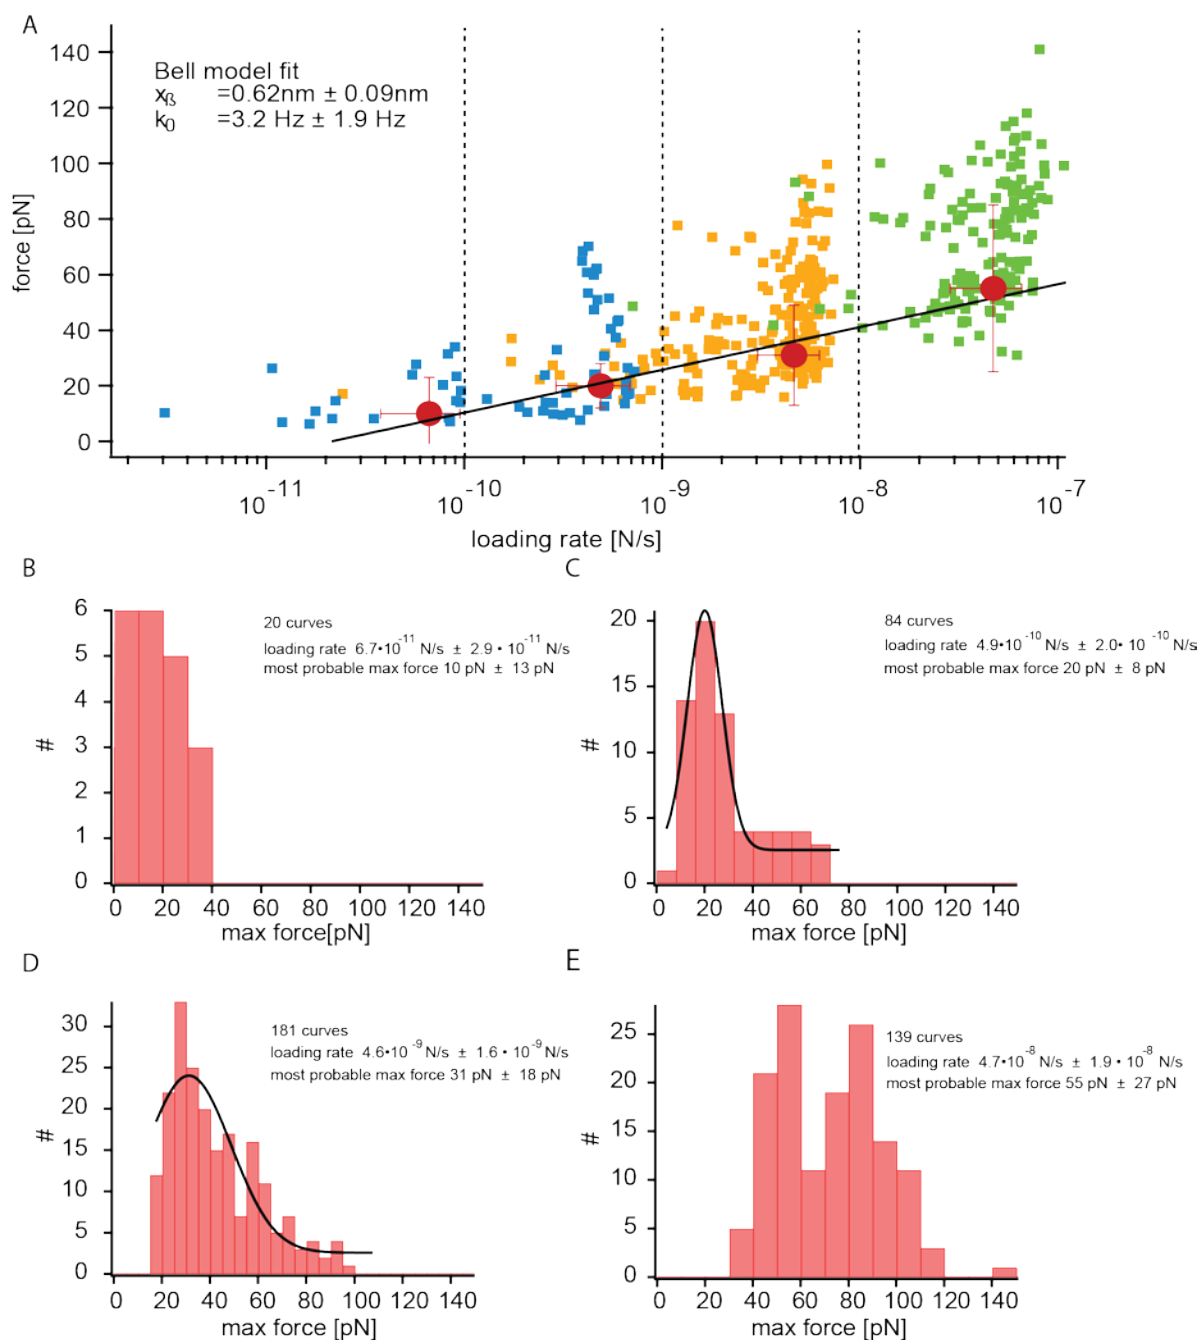 A
140
120
100
80
60
40
20
0
force [pN]
Bell model fit
xß =0.62nm ± 0.09nm
k0 =3.2 Hz ± 1.9 Hz
10-11 10-10 10-9 10-8 10-7
loading rate [N/s]
B
6
5
4
3
2
1
0
#
20 curves
loading rate 6.7•10-11 N/s ± 2.9 • 10-11 N/s
most probable max force 10 pN ± 13 pN
0 20 40 60 80 100 120 140
max force[pN]
C
20
15
10
5
0
#
84 curves
loading rate 4.9•10-10 N/s ± 2.0• 10-10 N/s
most probable max force 20 pN ± 8 pN
0 20 40 60 80 100 120 140
max force [pN]
D
30
25
20
15
10
5
0
#
181 curves
loading rate 4.6•10-9 N/s ± 1.6 • 10-9 N/s
most probable max force 31 pN ± 18 pN
0 20 40 60 80 100 120 140
max force [pN]
E
25
20
15
10
5
0
#
139 curves
loading rate 4.7•10-8 N/s ± 1.9 • 10-8 N/s
most probable max force 55 pN ± 27 pN
0 20 40 60 80 100 120 140
max force [pN]